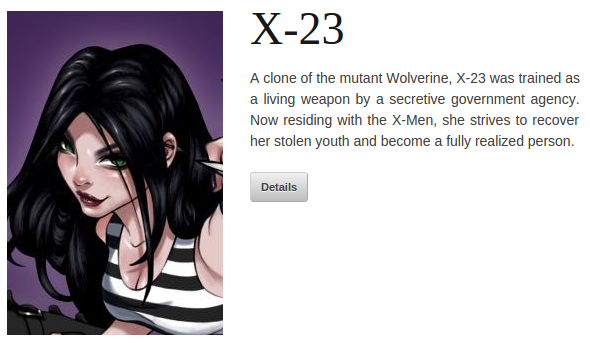 X-23
A clone of the mutant Wolverine, X-23 was trained as
a living weapon by a secretive government agency.
Now residing with the X-Men, she strives to recover
her stolen youth and become a fully realized person.
Details